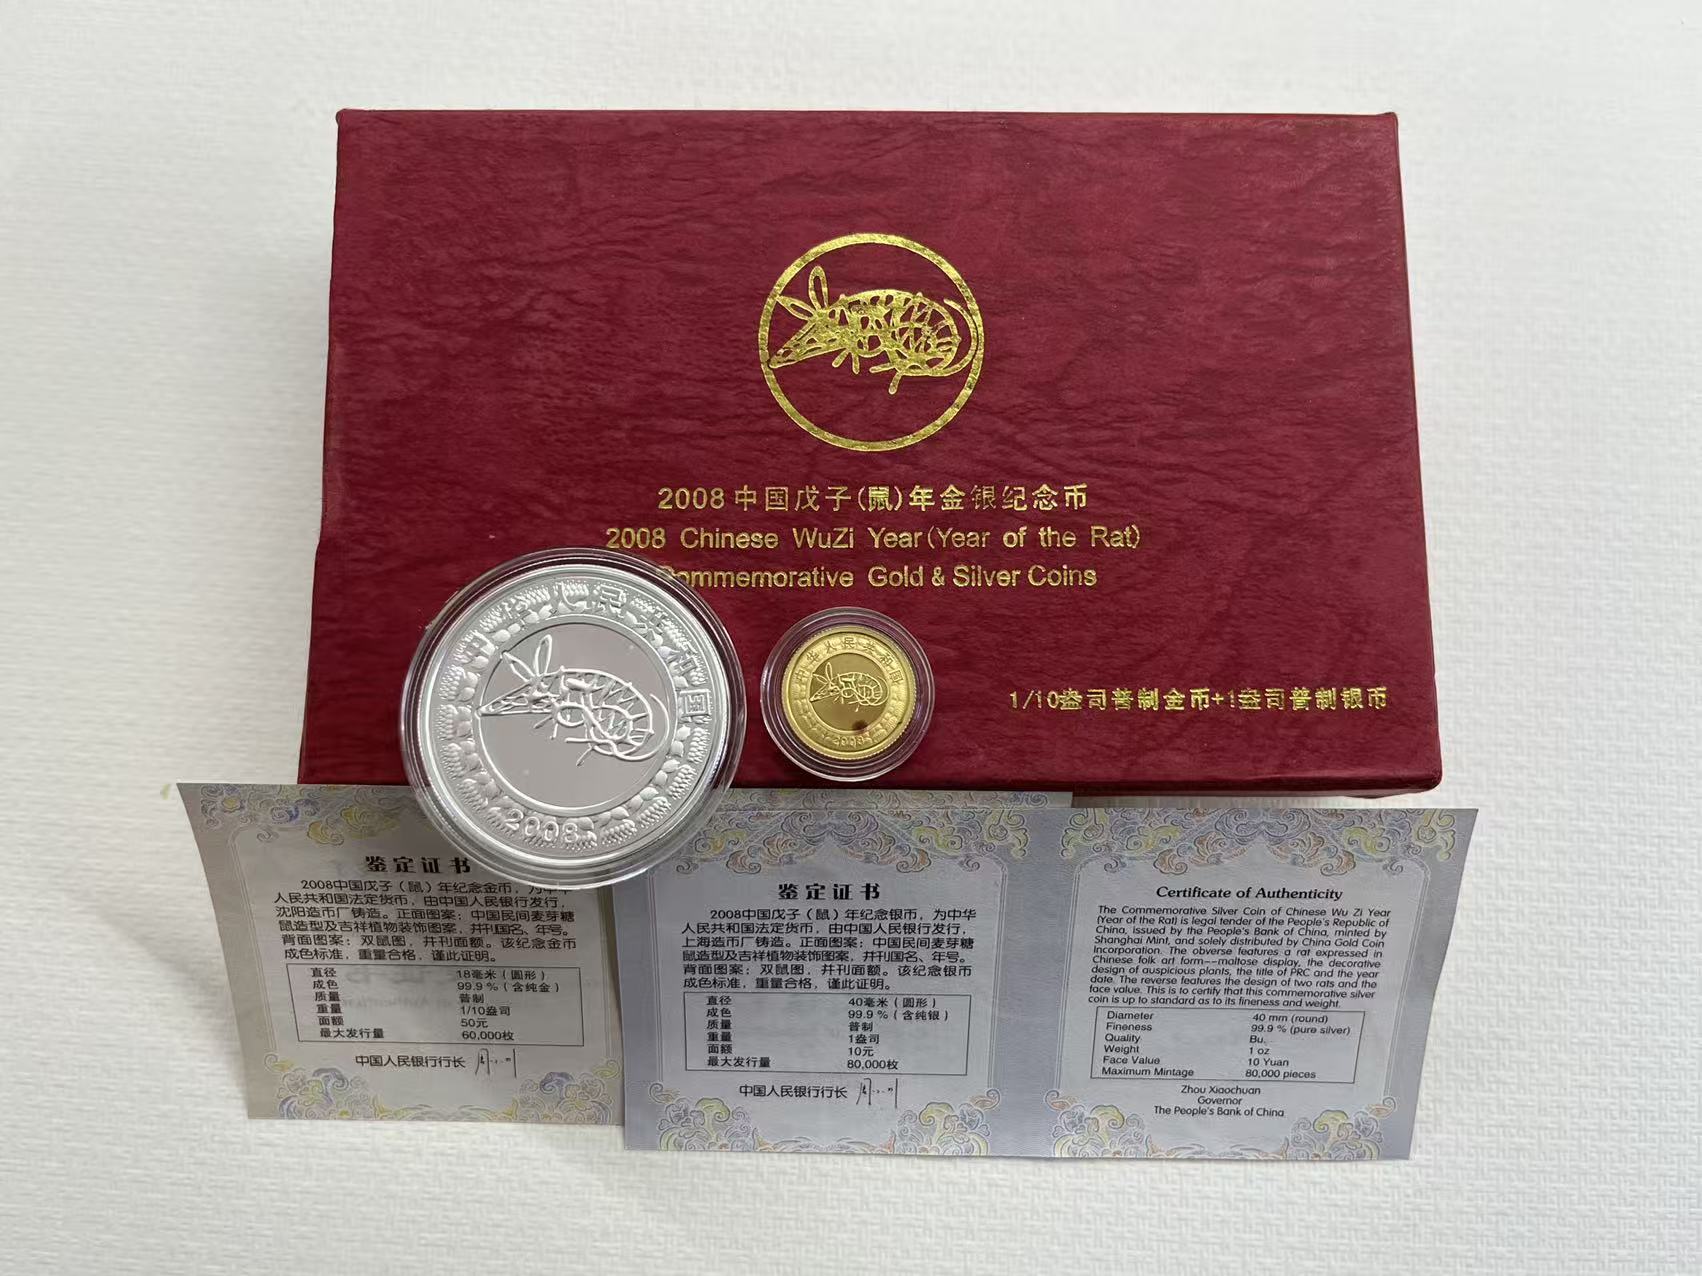 2008中国戊子(鼠)年金银纪念币
2008 Chinese WuZi Year(Year of the Rat)
Commemorative Gold & Silver Coins
1/10盎司普制金币+1盎司普制银币
中华人民共和国
2008
中华人民共和国
2008
鉴定证书
2008中国戊子（鼠）年纪念金币，为中华
人民共和国法定货币，由中国人民银行发行，
沈阳造币厂铸造。正面图案：中国民间麦芽糖
鼠造型及吉祥植物装饰图案，并刊国名、年号。
背面图案：双鼠图，并刊面额。该纪念金币
成色标准，重量合格，谨此证明。
直径 18毫米（圆形）
成色 99.9%（含纯金）
质量 普制
重量 1/10盎司
面额 50元
最大发行量 60,000枚
中国人民银行行长
鉴定证书
2008中国戊子（鼠）年纪念银币，为中华
人民共和国法定货币，由中国人民银行发行，
上海造币厂铸造。正面图案：中国民间麦芽糖
鼠造型及吉祥植物装饰图案，并刊国名、年号。
背面图案：双鼠图，并刊面额。该纪念银币
成色标准，重量合格，谨此证明。
直径 40毫米（圆形）
成色 99.9%（含纯银）
质量 普制
重量 1盎司
面额 10元
最大发行量 80,000枚
中国人民银行行长
Certificate of Authenticity
The Commemorative Silver Coin of Chinese Wu Zi Year
(Year of the Rat) is legal tender of the People's Republic of
China, issued by the People's Bank of China, minted by
Shanghai Mint, and solely distributed by China Gold Coin
Incorporation. The obverse features a rat expressed in
Chinese folk art form---maltose display, the decorative
design of auspicious plants, the title of PRC and the year
date. The reverse features the design of two rats and the
face value. This is to certify that this commemorative silver
coin is up to standard as to its fineness and weight.
Diameter 40 mm (round)
Fineness 99.9 % (pure silver)
Quality Bu.
Weight 1 oz
Face Value 10 Yuan
Maximum Mintage 80,000 pieces
Zhou Xiaochuan
Governor
The People's Bank of China